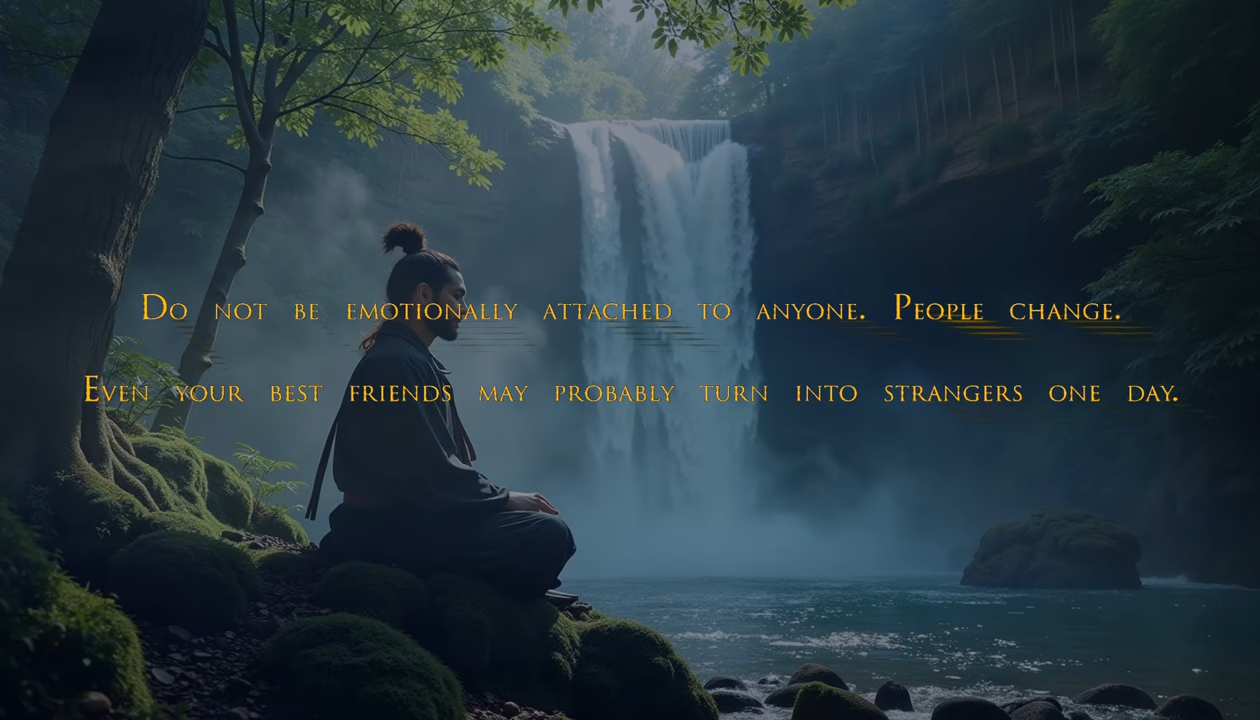 Do not be emotionally attached to anyone. People change.
Even your best friends may probably turn into strangers one day.